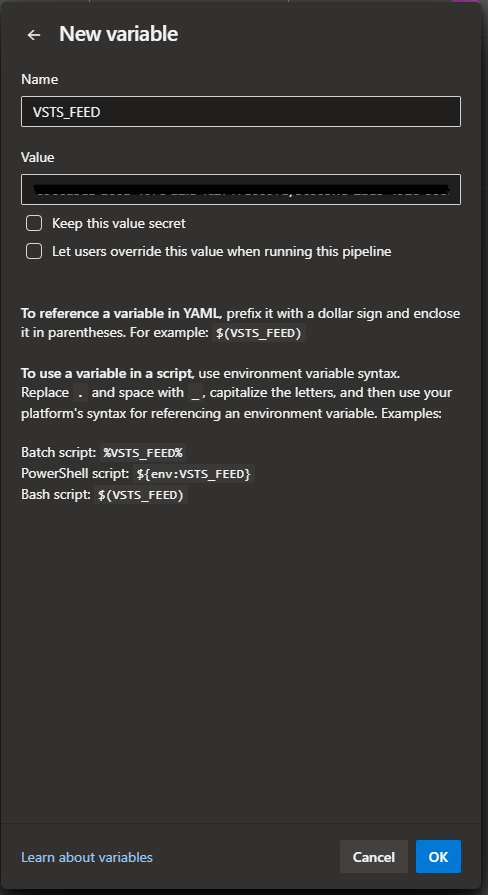 New variable
Name
VSTS_FEED
Value
Keep this value secret
Let users override this value when running this pipeline
To reference a variable in YAML, prefix it with a dollar sign and enclose
it in parentheses. For example: $(VSTS_FEED)
To use a variable in a script, use environment variable syntax.
Replace . and space with _, capitalize the letters, and then use your
platform's syntax for referencing an environment variable. Examples:
Batch script: %VSTS_FEED%
PowerShell script: ${env:VSTS_FEED}
Bash script: $(VSTS_FEED)
Learn about variables
Cancel
OK